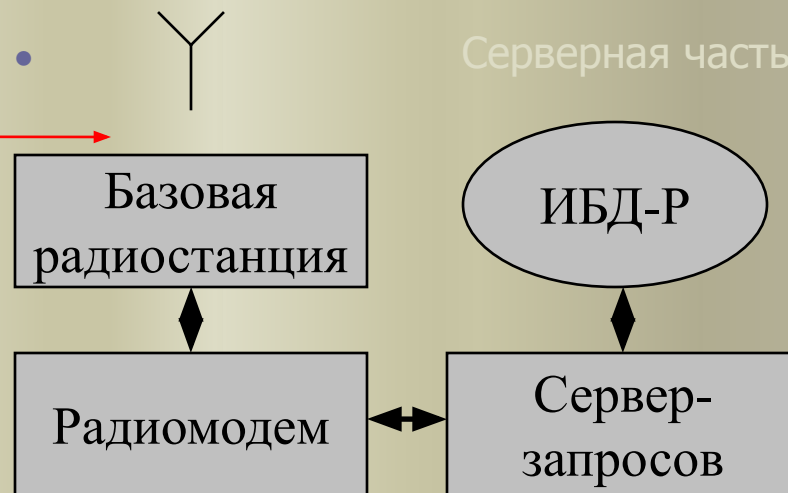 Серверная часть
Базовая
радиостанция
ИБД-Р
Радиомодем
Сервер-
запросов